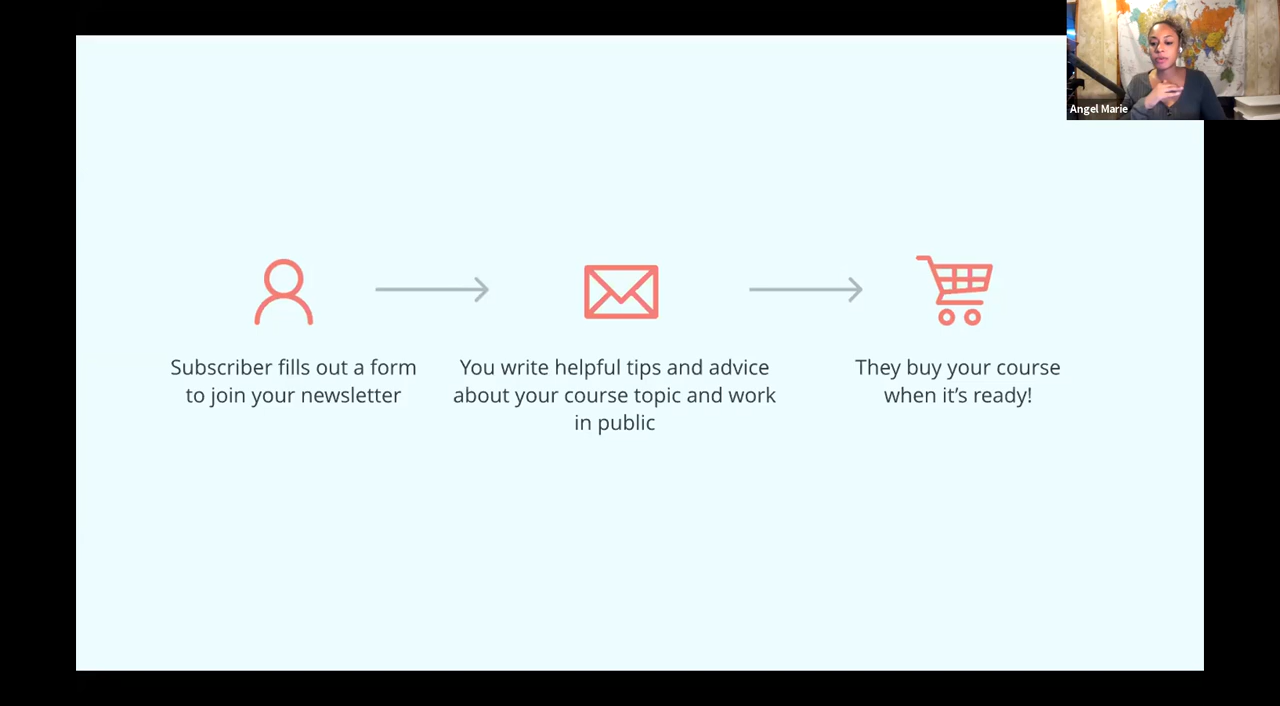 Angel Marie
Subscriber fills out a form
to join your newsletter
You write helpful tips and advice
about your course topic and work
in public
They buy your course
when it’s ready!